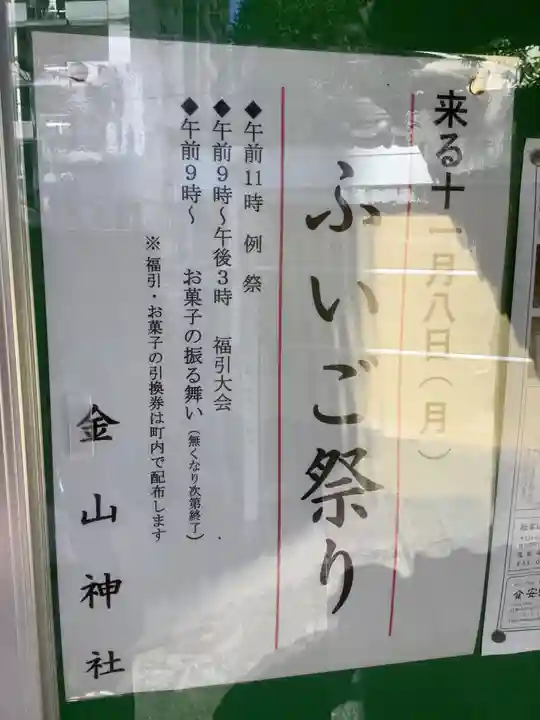 来る十一月八日（月）
ふいご祭り
◆午前11時 例祭
◆午前9時～午後3時 福引大会
◆午前9時～ お菓子の振る舞い（無くなり次第終了）
※福引・お菓子の引換券は町内で配布します
金山神社